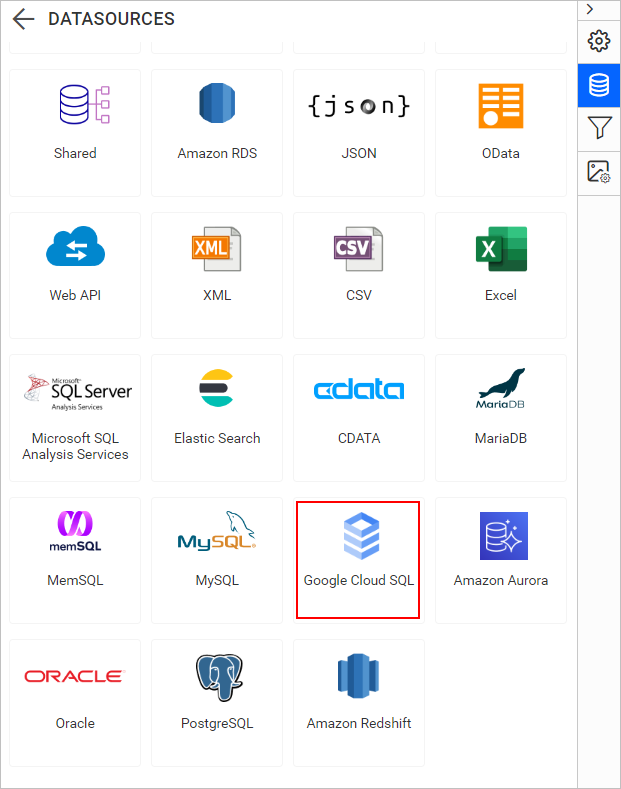 DATASOURCES
Shared
Amazon RDS
{json}
JSON
OData
Web API
XML
XML
CSV
CSV
X
Excel
Microsoft®
SQL Server
Analysis Services
Microsoft SQL
Analysis Services
Elastic Search
cdata
CDATA
MariaDB
MariaDB
memSQL
MemSQL
MySQL®
MySQL
Google Cloud SQL
Amazon Aurora
ORACLE
Oracle
PostgreSQL
Amazon Redshift